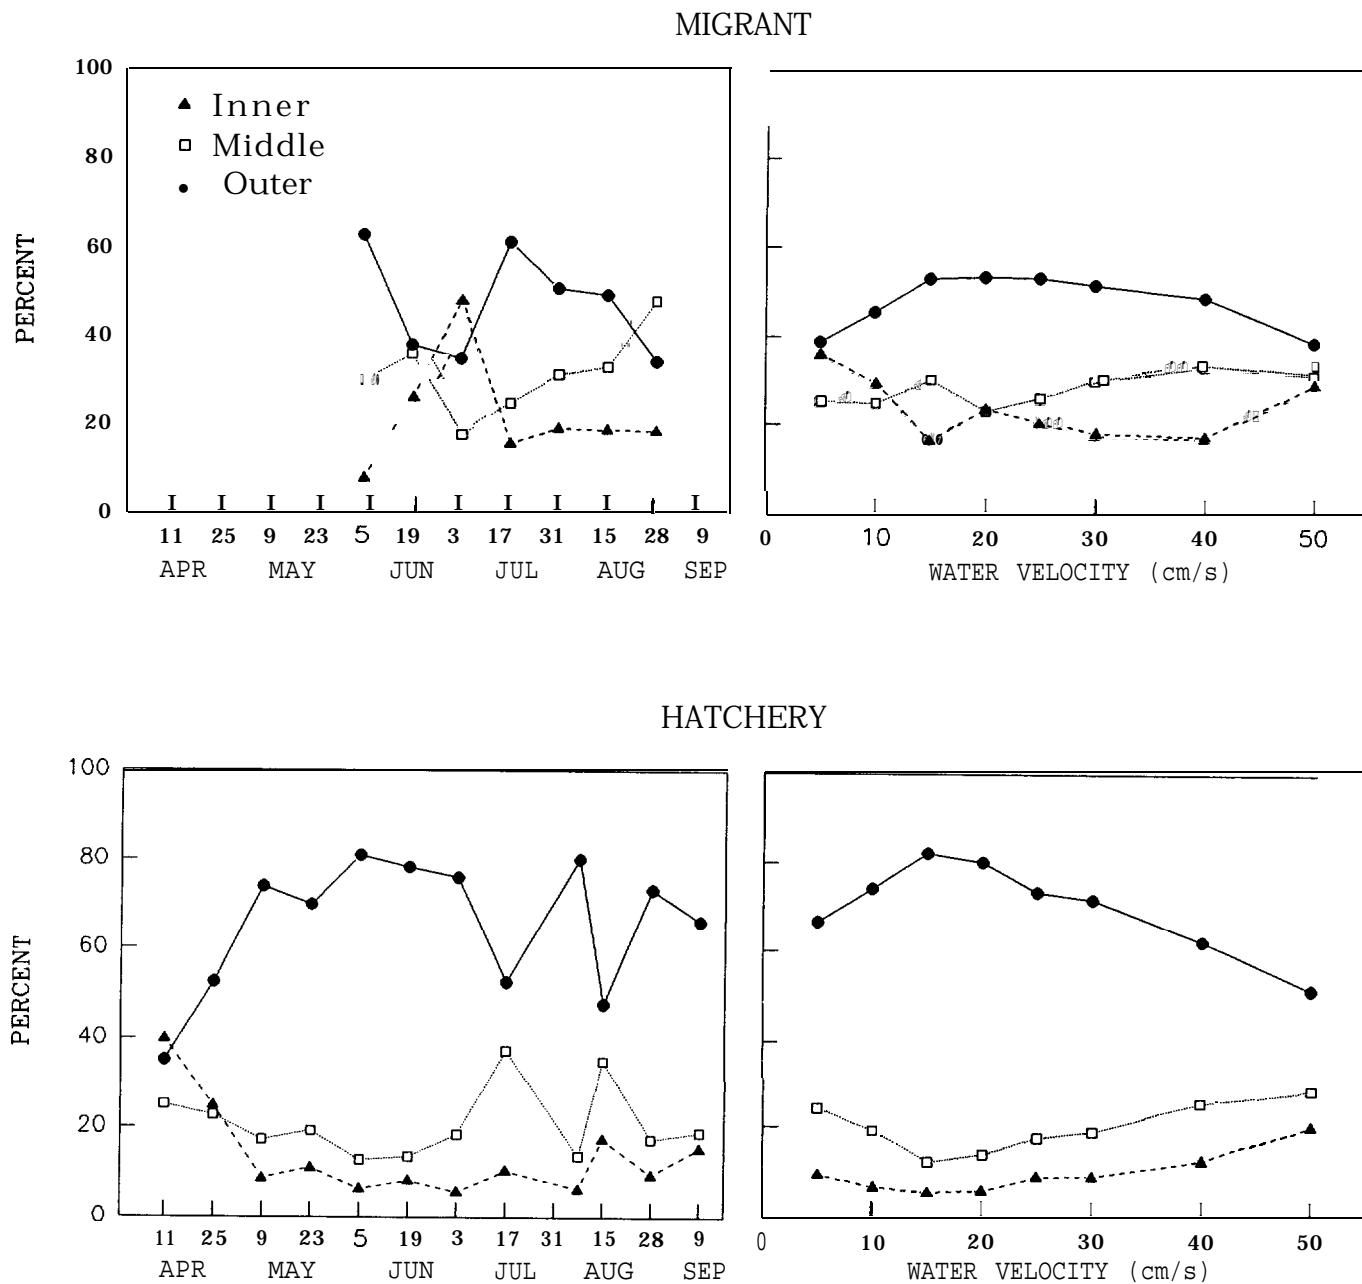 MIGRANT
100
80
60
40
20
0
PERCENT
Inner
Middle
Outer
11 25 9 23 5 19 3 17 31 15 28 9
APR MAY JUN JUL AUG SEP
0 10 20 30 40 50
WATER VELOCITY (cm/s)
HATCHERY
100
80
60
40
20
0
PERCENT
11 25 9 23 5 19 3 17 31 15 28 9
APR MAY JUN JUL AUG SEP
0 10 20 30 40 50
WATER VELOCITY (cm/s)